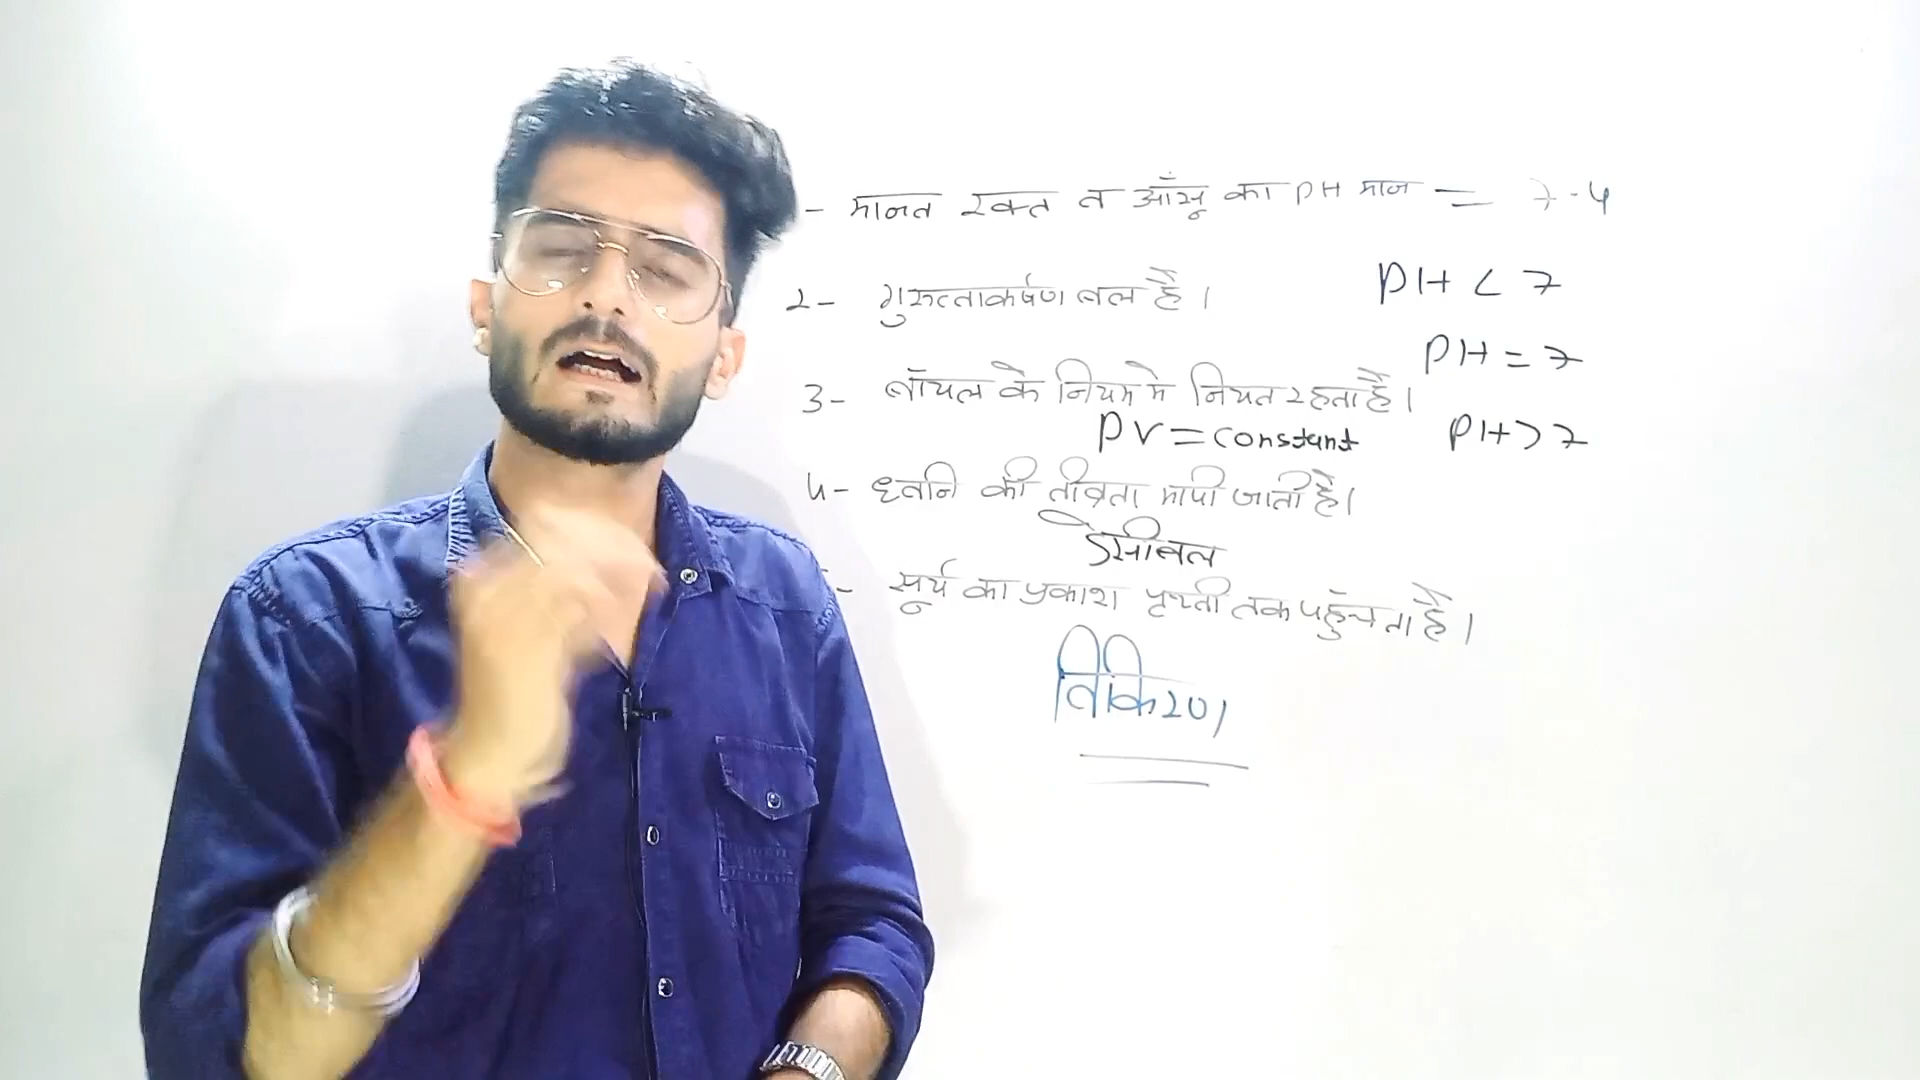 - मानव रक्त व आँसू का PH मान = 7.4
2- गुरुत्वाकर्षण बल है।
PH < 7
PH = 7
3- बॉयल के नियम मे नियत रहता है।
PV = constant
PH > 7
4- ध्वनि की तीव्रता मापी जाती है।
डेसीबल
- सूर्य का प्रकाश पृथ्वी तक पहुँचता है।
विकिरण